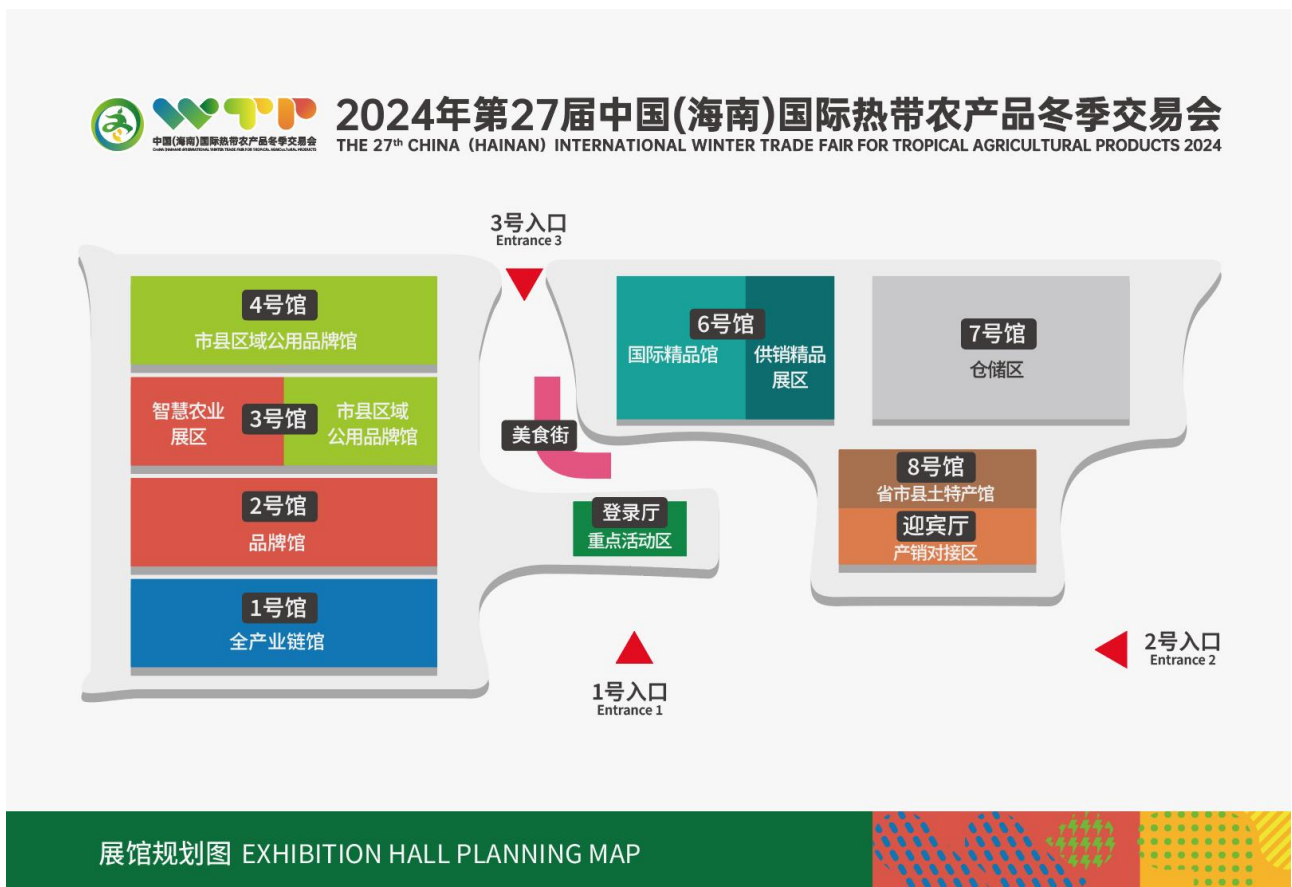 中国(海南)国际热带农产品冬季交易会
2024年第27届中国(海南)国际热带农产品冬季交易会
THE 27th CHINA (HAINAN) INTERNATIONAL WINTER TRADE FAIR FOR TROPICAL AGRICULTURAL PRODUCTS 2024
3号入口
Entrance 3
4号馆
市县区域公用品牌馆
智慧农业
展区
3号馆
市县区域
公用品牌馆
2号馆
品牌馆
1号馆
全产业链馆
美食街
登录厅
重点活动区
6号馆
国际精品馆
供销精品
展区
7号馆
仓储区
8号馆
省市县土特产馆
迎宾厅
产销对接区
1号入口
Entrance 1
2号入口
Entrance 2
展馆规划图 EXHIBITION HALL PLANNING MAP